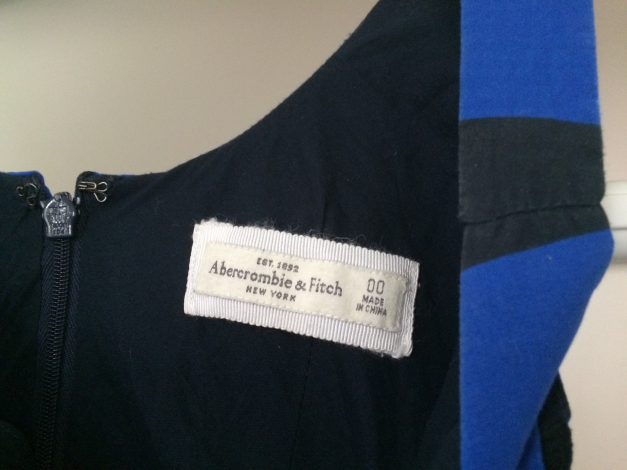 EST. 1892
Abercrombie & Fitch
NEW YORK
00
MADE
IN CHINA